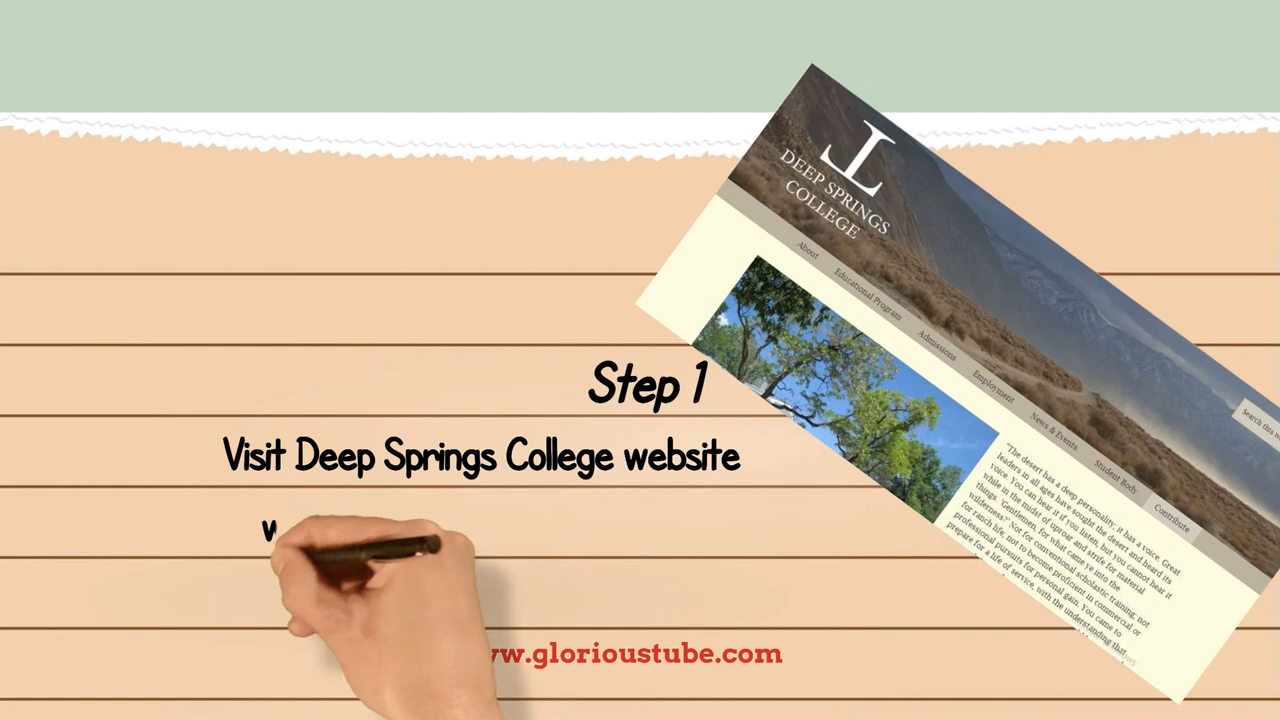 Step 1
Visit Deep Springs College website
w
ww.glorioustube.com
DEEP SPRINGS
COLLEGE
About
Educational Program
Admissions
Employment
News & Events
Student Body
Contribute
Search this w
"The desert has a deep personality; it has a voice. Great
leaders in all ages have sought the desert and heard its
voice. You can hear it if you listen, but you cannot hear it
while in the midst of uproar and strife for material
things. 'Gentlemen, for what came ye into the
wilderness?' Not for conventional scholastic training, not
for ranch life; not to become proficient in commercial or
professional pursuits for personal gain. You came to
prepare for a life of service, with the understanding that